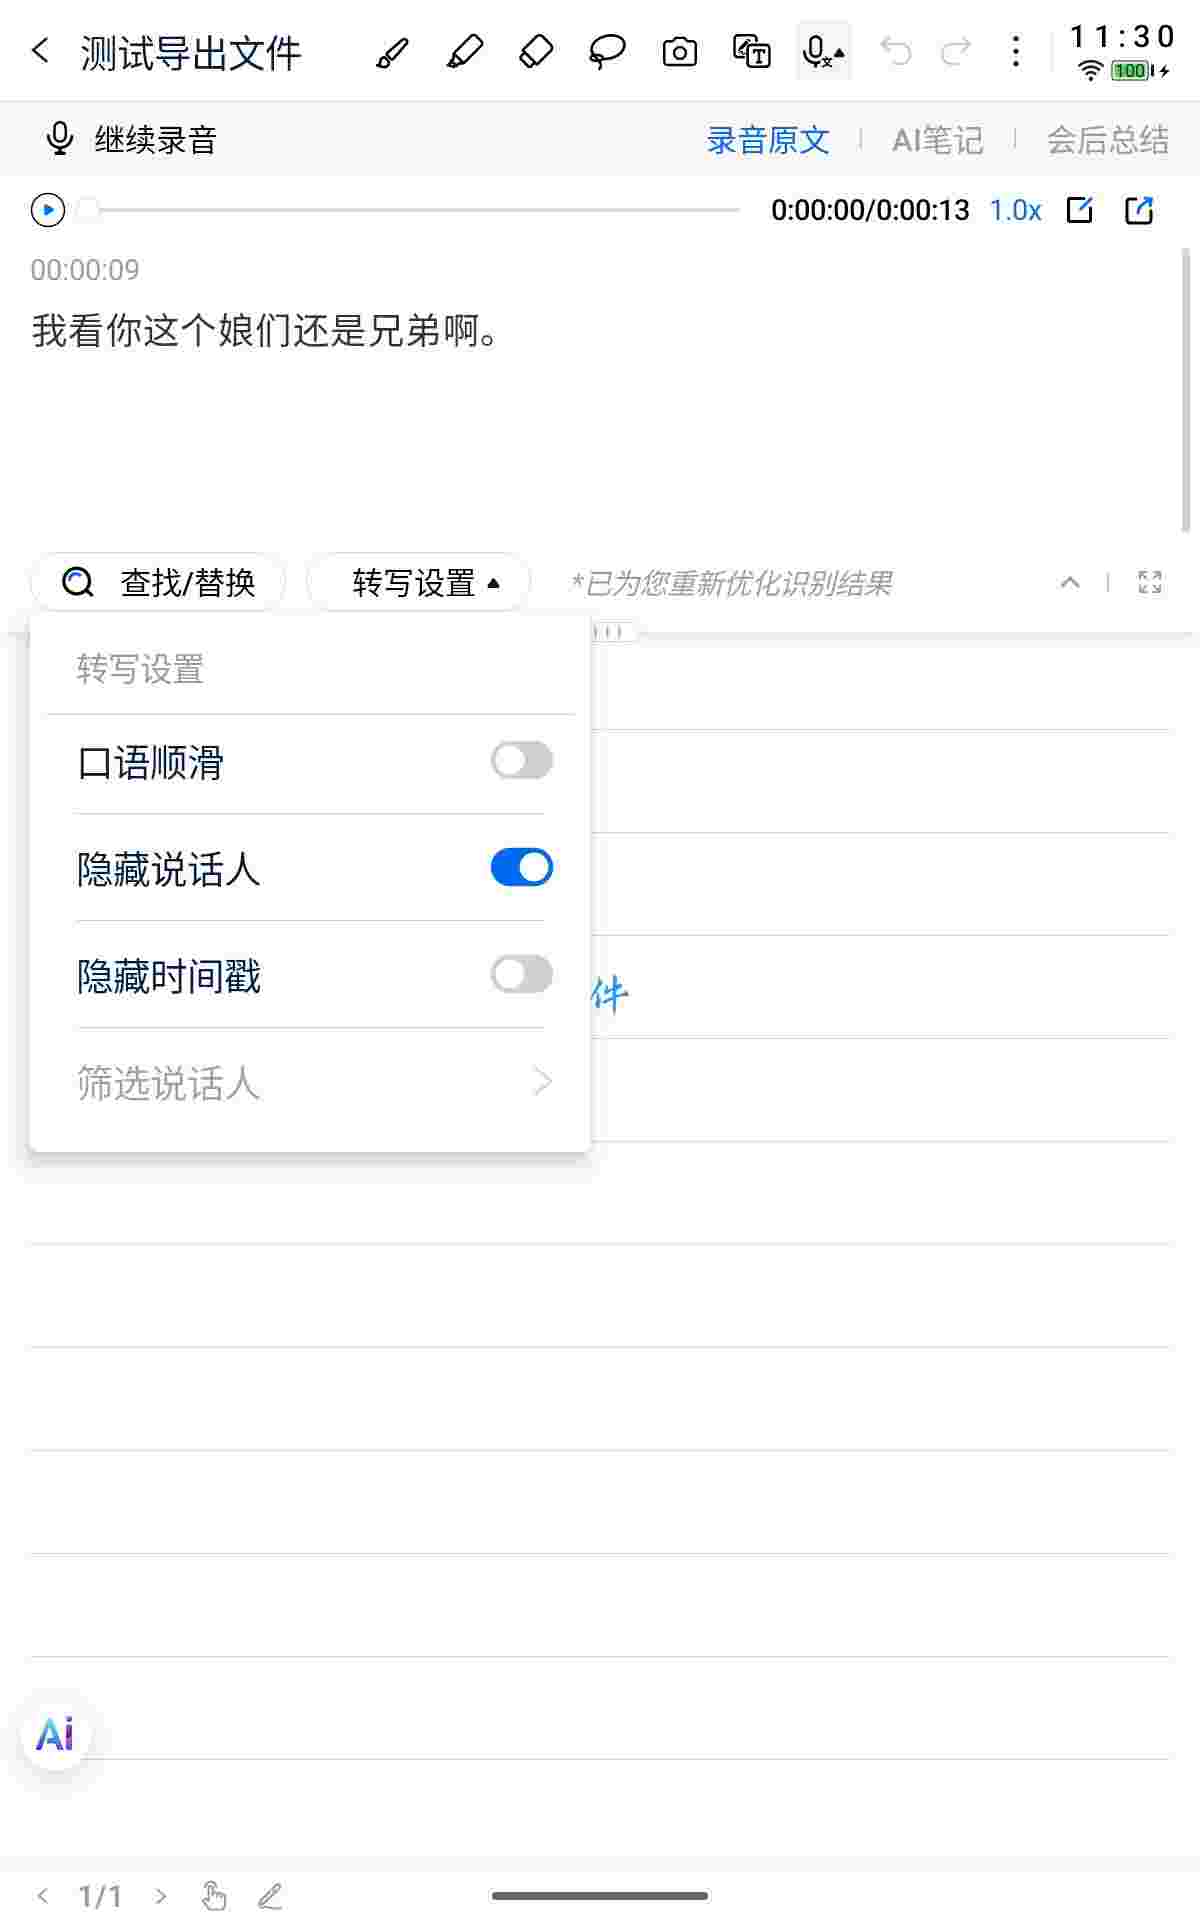 测试导出文件
11:30
100
继续录音
录音原文
AI笔记
会后总结
0:00:00/0:00:13 1.0x
00:00:09
我看你这个娘们还是兄弟啊。
查找/替换
转写设置
*已为您重新优化识别结果
转写设置
口语顺滑
隐藏说话人
隐藏时间戳
件
筛选说话人
Ai
1/1